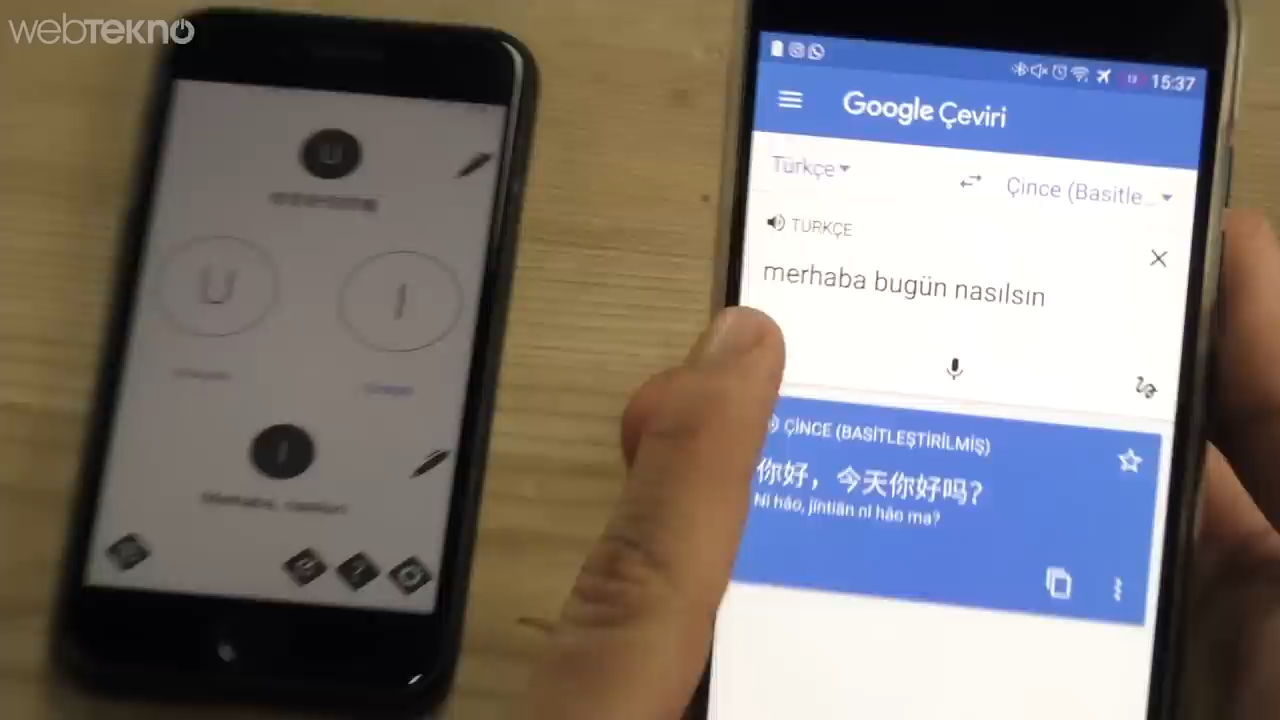 webtekno
U
U
I
I
15:37
Google Çeviri
Türkçe
Çince (Basitle...
TÜRKÇE
merhaba bugün nasılsın
ÇİNCE (BASİTLEŞTİRİLMİŞ)
你好，今天你好吗？
Nǐ hǎo, jīntiān nǐ hǎo ma?